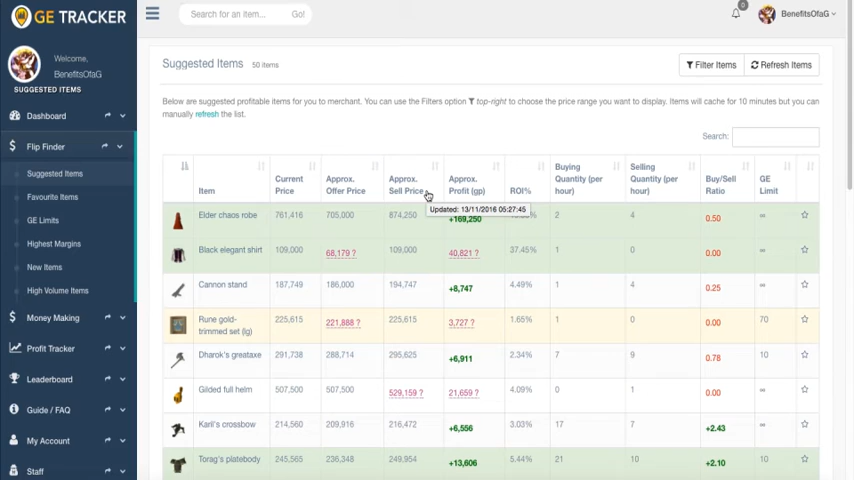 GE TRACKER
Search for an item...
Go!
0
BenefitsOfaG
Welcome,
BenefitsOfaG
SUGGESTED ITEMS
Dashboard
Flip Finder
Suggested Items
Favourite Items
GE Limits
Highest Margins
New Items
High Volume Items
Money Making
Profit Tracker
Leaderboard
Guide / FAQ
My Account
Staff
Suggested Items 50 items
Filter Items
Refresh Items
Below are suggested profitable items for you to merchant. You can use the Filters option top-right to choose the price range you want to display. Items will cache for 10 minutes but you can
manually refresh the list.
Search:
Item
Current Price
Approx. Offer Price
Approx. Sell Price
Approx. Profit (gp)
ROI%
Buying Quantity (per hour)
Selling Quantity (per hour)
Buy/Sell Ratio
GE Limit
Updated: 13/11/2016 05:27:45
Elder chaos robe 761,416 705,000 874,250 +169,250 2 4 0.50 ∞
Black elegant shirt 109,000 68,179 ? 109,000 40,821 ? 37.45% 1 0 0.00 ∞
Cannon stand 187,749 186,000 194,747 +8,747 4.49% 1 4 0.25 ∞
Rune gold-trimmed set (lg) 225,615 221,888 ? 225,615 3,727 ? 1.65% 1 0 0.00 70
Dharok's greataxe 291,738 288,714 295,625 +6,911 2.34% 7 9 0.78 10
Gilded full helm 507,500 507,500 529,159 ? 21,659 ? 4.09% 0 1 0.00 ∞
Karil's crossbow 214,560 209,916 216,472 +6,556 3.03% 17 7 +2.43 ∞
Torag's platebody 245,565 236,348 249,954 +13,606 5.44% 21 10 +2.10 10